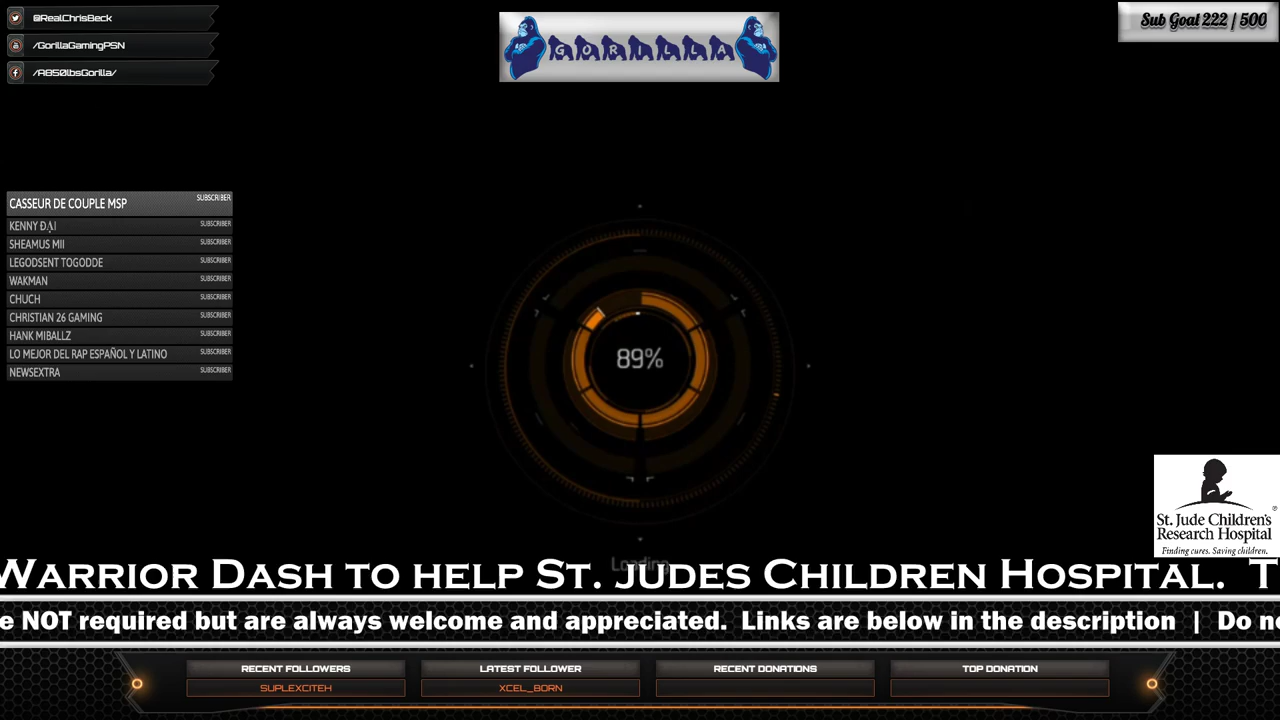 @RealChrisBeck
/GorillaGamingPSN
/A850lbsGorilla/
GORILLA
Sub Goal 222 / 500
CASSEUR DE COUPLE MSP SUBSCRIBER
KENNY ĐẠI SUBSCRIBER
SHEAMUS MII SUBSCRIBER
LEGODSENT TOGODDE SUBSCRIBER
WAKMAN SUBSCRIBER
CHUCH SUBSCRIBER
CHRISTIAN 26 GAMING SUBSCRIBER
HANK MIBALLZ SUBSCRIBER
LO MEJOR DEL RAP ESPAÑOL Y LATINO SUBSCRIBER
NEWSEXTRA SUBSCRIBER
89%
Loading
St. Jude Children's
Research Hospital
Finding cures. Saving children.
WARRIOR DASH TO HELP ST. JUDES CHILDREN HOSPITAL. T
e NOT required but are always welcome and appreciated. Links are below in the description | Do no
RECENT FOLLOWERS LATEST FOLLOWER RECENT DONATIONS TOP DONATION
SUPLEXCITEH XCEL_BORN